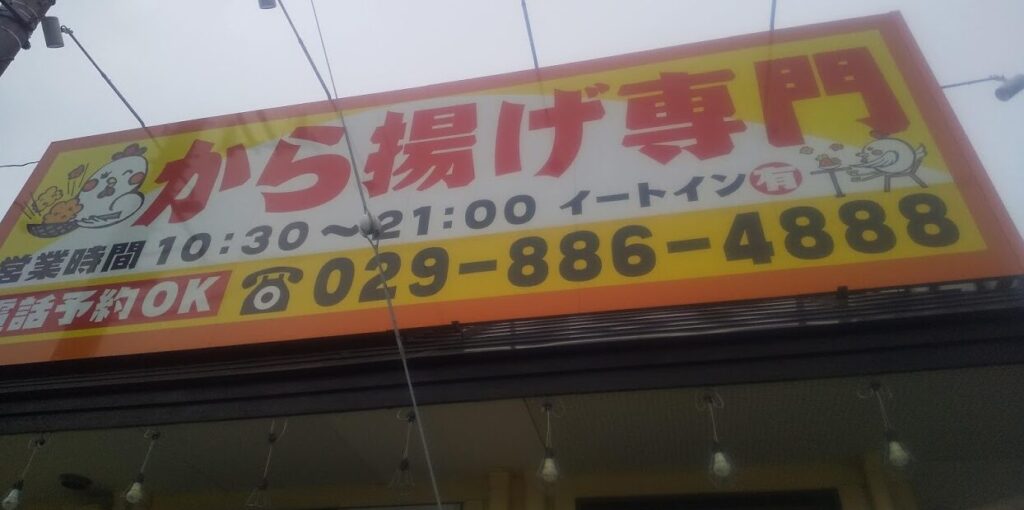 から揚げ専門
営業時間 10:30～21:00 イートイン有
電話予約OK ☎029-886-4888